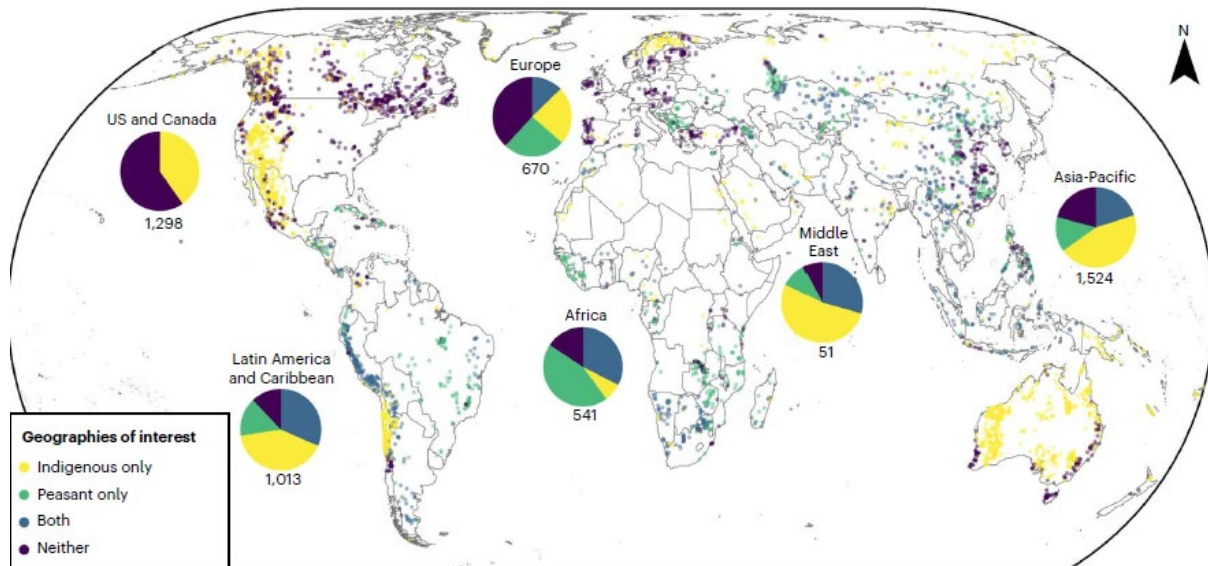 N
Europe
670
US and Canada
1,298
Asia-Pacific
1,524
Middle
East
51
Africa
541
Latin America
and Caribbean
1,013
Geographies of interest
Indigenous only
Peasant only
Both
Neither